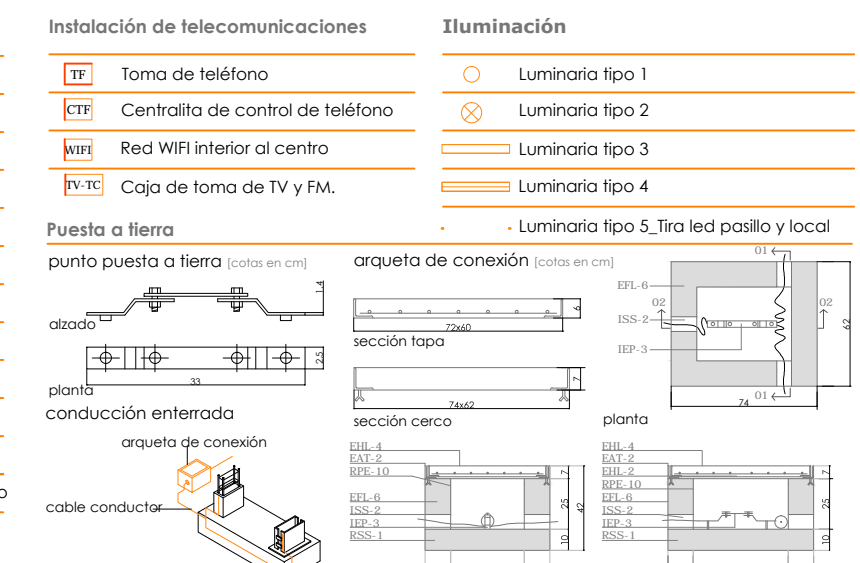 Instalación de telecomunicaciones
TF Toma de teléfono
CTF Centralita de control de teléfono
WIFI Red WIFI interior al centro
TV-TC Caja de toma de TV y FM.
Iluminación
Luminaria tipo 1
Luminaria tipo 2
Luminaria tipo 3
Luminaria tipo 4
Luminaria tipo 5_Tira led pasillo y local
Puesta a tierra
punto puesta a tierra [cotas en cm]
1.4
alzado
2.5
33
planta
conducción enterrada
arqueta de conexión
cable conductor
o
arqueta de conexión [cotas en cm]
6
72x60
sección tapa
7
74x62
sección cerco
01
EFL-6
02
02
ISS-2
IEP-3
62
01
74
planta
EHL-4
EAT-2
RPE-10
EFL-6
ISS-2
IEP-3
RSS-1
7
25
42
10
EHL-4
EAT-2
EHL-2
RPE-10
EFL-6
ISS-2
IEP-3
RSS-1
7
25
10